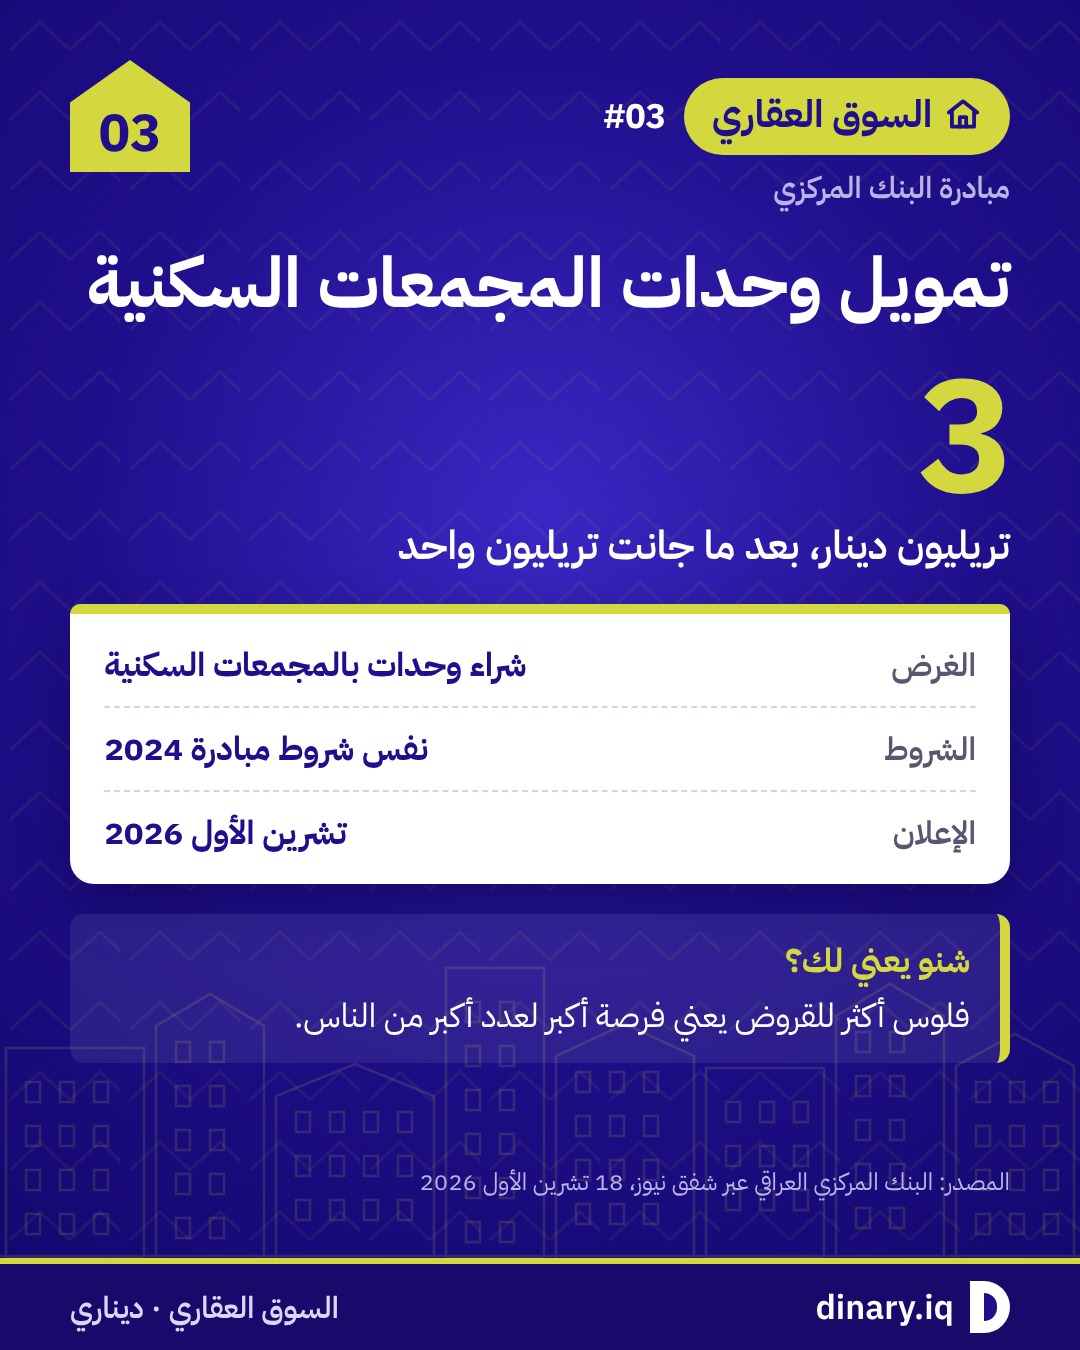 السوق العقاري #03
03
مبادرة البنك المركزي
تمويل وحدات المجمعات السكنية
3
تريليون دينار، بعد ما جانت تريليون واحد
الغرض شراء وحدات بالمجمعات السكنية
الشروط نفس شروط مبادرة 2024
الإعلان تشرين الأول 2026
شنو يعني لك؟
فلوس أكثر للقروض يعني فرصة أكبر لعدد أكبر من الناس.
المصدر: البنك المركزي العراقي عبر شفق نيوز، 18 تشرين الأول 2026
dinary.iq
السوق العقاري · ديناري